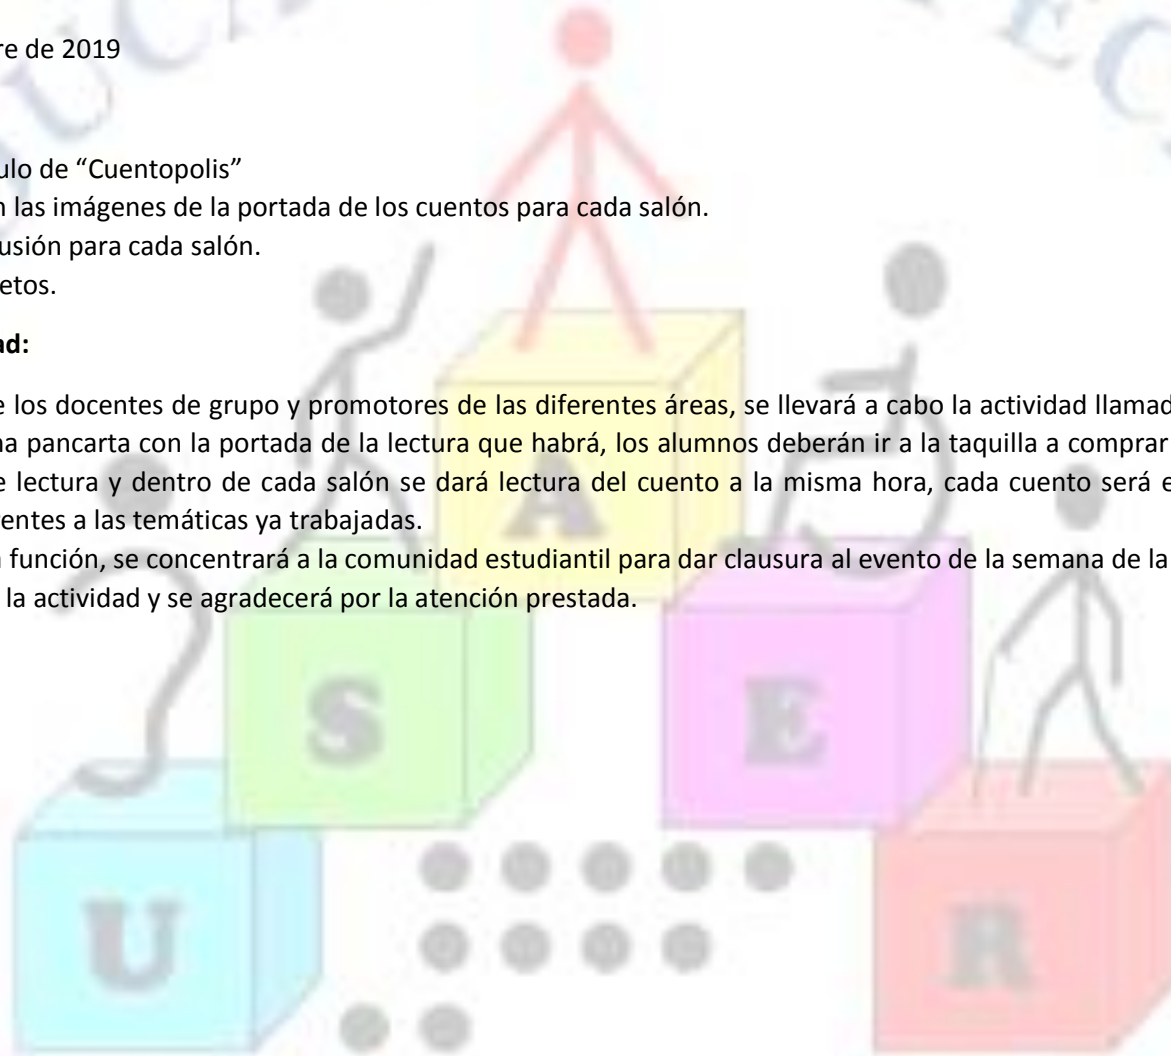 re de 2019
ulo de “Cuentopolis”
n las imágenes de la portada de los cuentos para cada salón.
usión para cada salón.
etos.
ad:
e los docentes de grupo y promotores de las diferentes áreas, se llevará a cabo la actividad llamad
na pancarta con la portada de la lectura que habrá, los alumnos deberán ir a la taquilla a comprar
e lectura y dentro de cada salón se dará lectura del cuento a la misma hora, cada cuento será e
rentes a las temáticas ya trabajadas.
n función, se concentrará a la comunidad estudiantil para dar clausura al evento de la semana de la
la actividad y se agradecerá por la atención prestada.
A
S E
U R